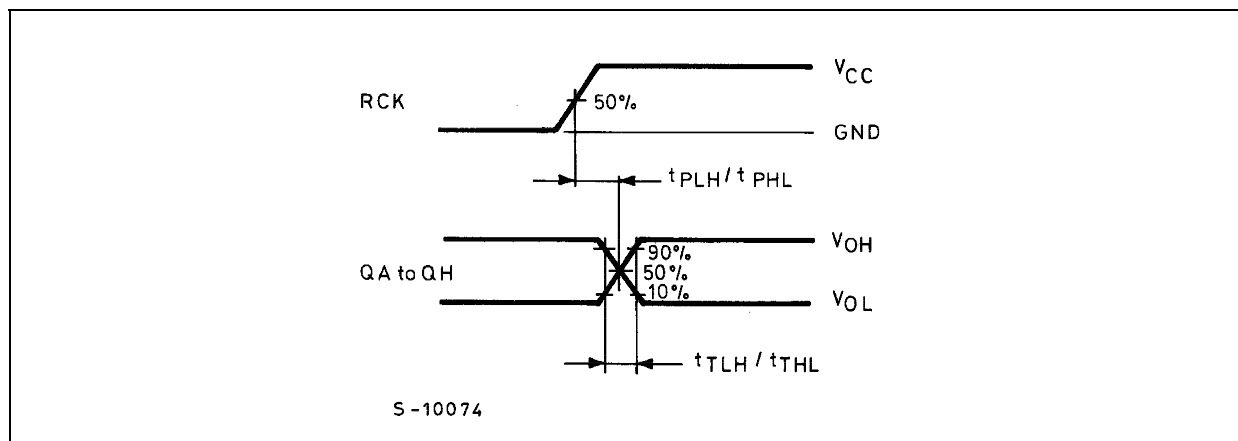 VCC
RCK
50%
GND
tPLH/tPHL
VOH
90%
QA to QH
50%
10%
VOL
tTLH/tTHL
S-10074